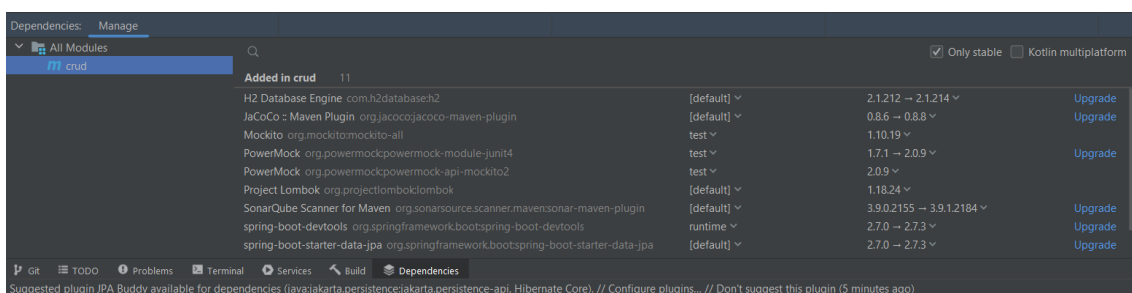 Dependencies: Manage
All Modules
m crud
Only stable Kotlin multiplatform
Added in crud 11
H2 Database Engine com.h2database:h2 [default] 2.1.212 → 2.1.214 Upgrade
JaCoCo :: Maven Plugin org.jacoco:jacoco-maven-plugin [default] 0.8.6 → 0.8.8 Upgrade
Mockito org.mockito:mockito-all test 1.10.19
PowerMock org.powermock:powermock-module-junit4 test 1.7.1 → 2.0.9 Upgrade
PowerMock org.powermock:powermock-api-mockito2 test 2.0.9
Project Lombok org.projectlombok:lombok [default] 1.18.24
SonarQube Scanner for Maven org.sonarsource.scanner.maven:sonar-maven-plugin [default] 3.9.0.2155 → 3.9.1.2184 Upgrade
spring-boot-devtools org.springframework.boot:spring-boot-devtools runtime 2.7.0 → 2.7.3 Upgrade
spring-boot-starter-data-jpa org.springframework.boot:spring-boot-starter-data-jpa [default] 2.7.0 → 2.7.3 Upgrade
Git TODO Problems Terminal Services Build Dependencies
Suggested plugin JPA Buddy available for dependencies (java:jakarta.persistence:jakarta.persistence-api, Hibernate Core). // Configure plugins... // Don't suggest this plugin (5 minutes ago)